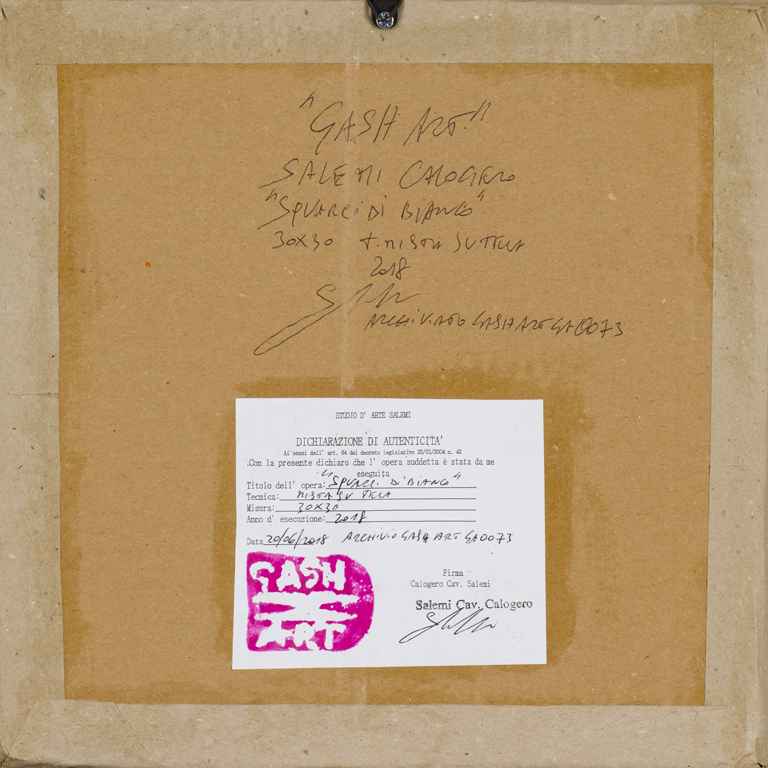 "GASH ART."
SALEMI CALOGERO
"SQUARCI DI BIANCO"
30X30 T. MISTA SU TELA
2018
ARCHIVIATO GASH ART GA0073
STUDIO D' ARTE SALEMI
DICHIARAZIONE DI AUTENTICITA'
Ai sensi dell' art. 64 del decreto legislativo 22/01/2004 n. 42
Con la presente dichiaro che l' opera suddetta è stata da me
eseguita
Titolo dell' opera: "SQUARCI DI BIANCO"
Tecnica: MISTA SU TELA
Misura: 30X30
Anno d' esecuzione: 2018
Data 20/06/2018 ARCHIVIO GASH ART GA0073
GASH
ART
Firma
Calogero Cav. Salemi
Salemi Cav. Calogero